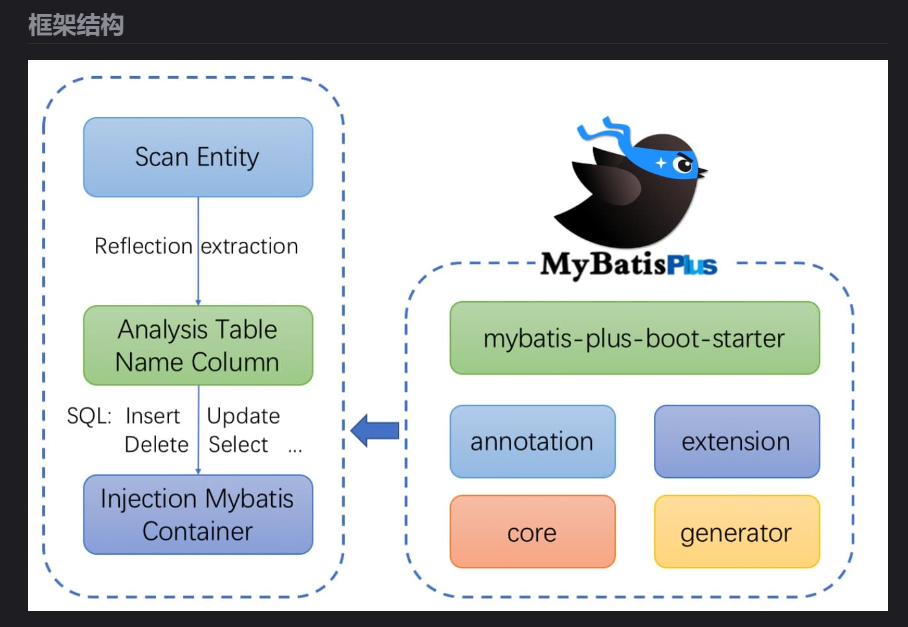 框架结构
Scan Entity
Reflection extraction
Analysis Table
Name Column
SQL: Insert Update
Delete Select ...
Injection Mybatis
Container
MyBatisPlus
mybatis-plus-boot-starter
annotation
extension
core
generator